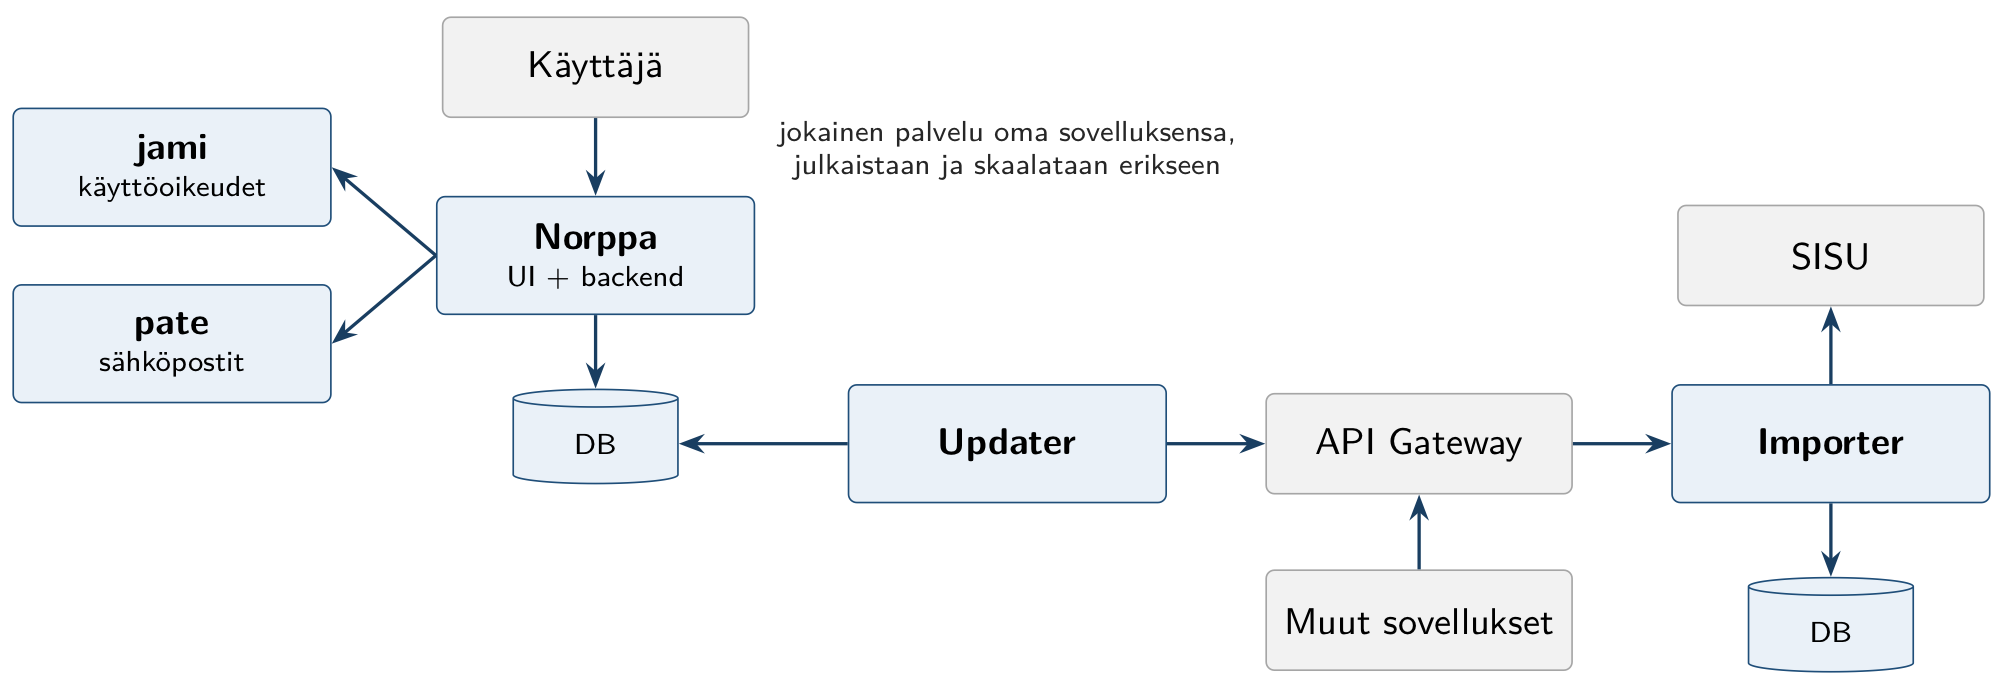 Käyttäjä
jokainen palvelu oma sovelluksensa,
julkaistaan ja skaalataan erikseen
jami
käyttöoikeudet
Norppa
UI + backend
SISU
pate
sähköpostit
DB
Updater
API Gateway
Importer
Muut sovellukset
DB